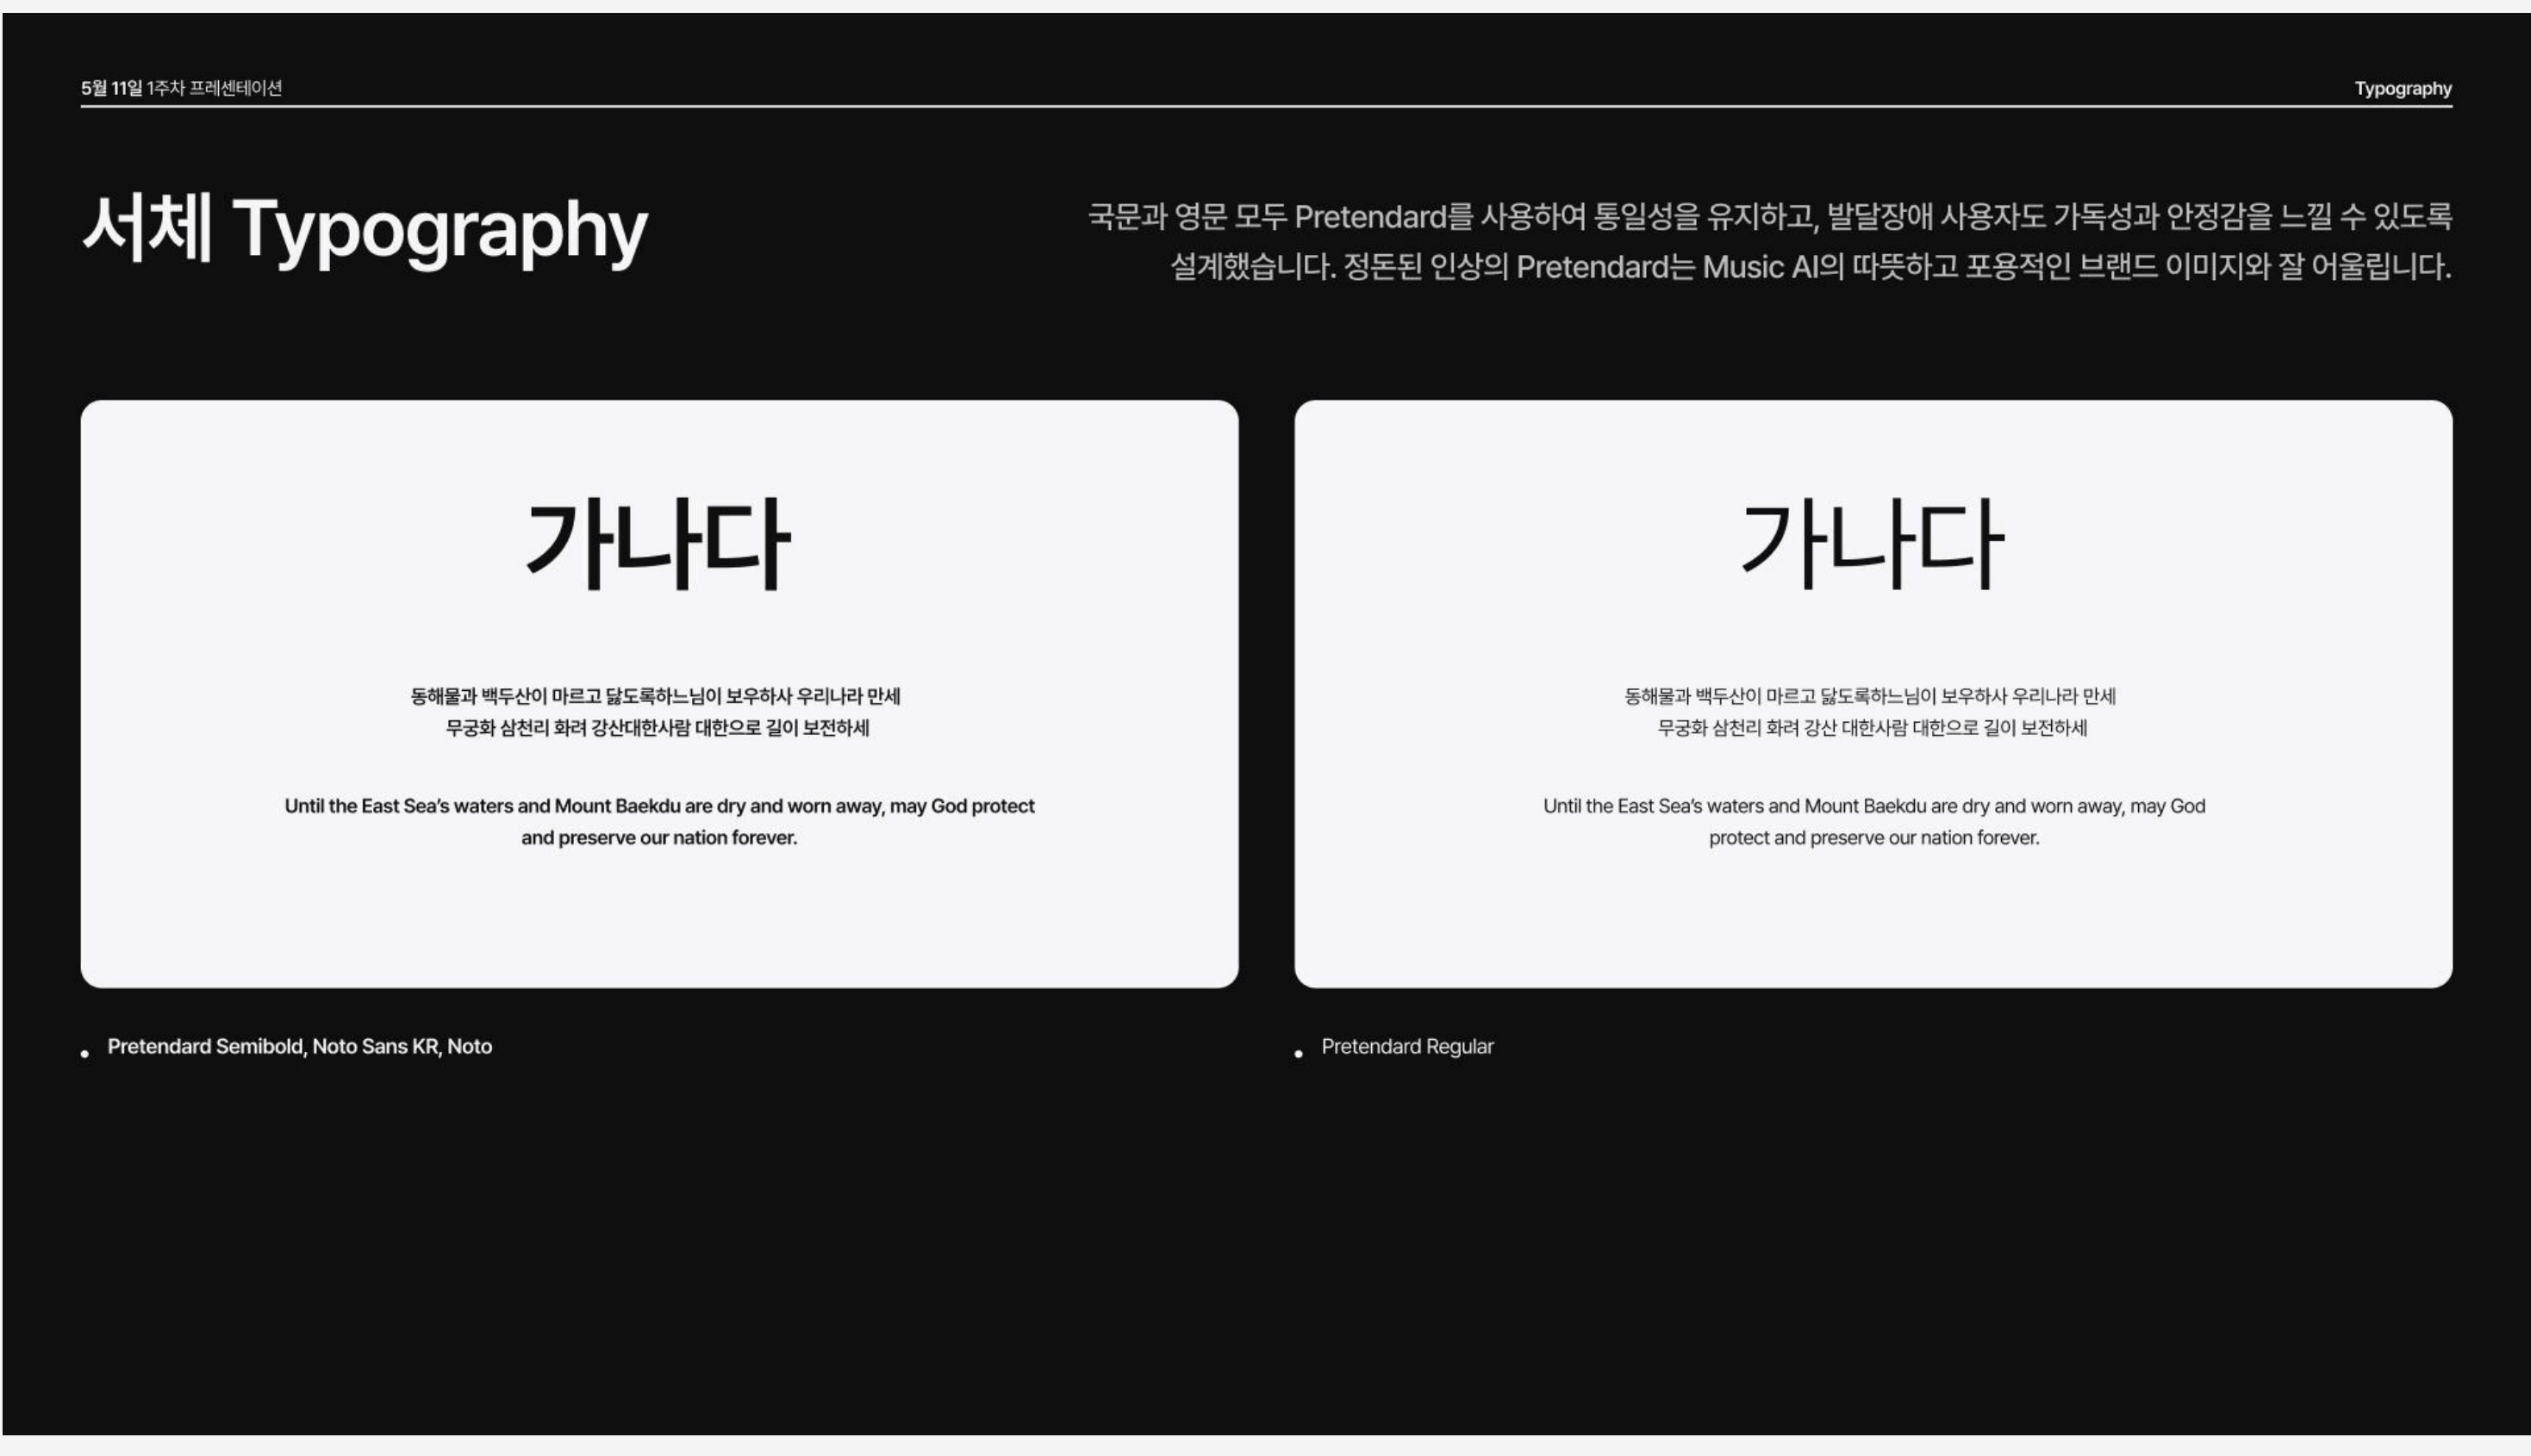 5월 11일 1주차 프레센테이션
Typography
서체 Typography
국문과 영문 모두 Pretendard를 사용하여 통일성을 유지하고, 발달장애 사용자도 가독성과 안정감을 느낄 수 있도록
설계했습니다. 정돈된 인상의 Pretendard는 Music AI의 따뜻하고 포용적인 브랜드 이미지와 잘 어울립니다.
가나다
동해물과 백두산이 마르고 닳도록하느님이 보우하사 우리나라 만세
무궁화 삼천리 화려 강산대한사람 대한으로 길이 보전하세
Until the East Sea’s waters and Mount Baekdu are dry and worn away, may God protect
and preserve our nation forever.
가나다
동해물과 백두산이 마르고 닳도록하느님이 보우하사 우리나라 만세
무궁화 삼천리 화려 강산 대한사람 대한으로 길이 보전하세
Until the East Sea’s waters and Mount Baekdu are dry and worn away, may God
protect and preserve our nation forever.
• Pretendard Semibold, Noto Sans KR, Noto
• Pretendard Regular